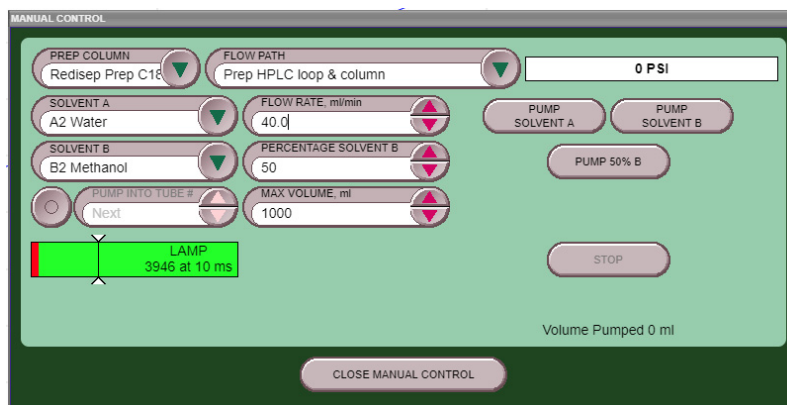 MANUAL CONTROL
PREP COLUMN
Redisep Prep C18
FLOW PATH
Prep HPLC loop & column
0 PSI
SOLVENT A
A2 Water
FLOW RATE, ml/min
40.0
PUMP
SOLVENT A
PUMP
SOLVENT B
SOLVENT B
B2 Methanol
PERCENTAGE SOLVENT B
50
PUMP 50% B
PUMP INTO TUBE #
Next
MAX VOLUME, ml
1000
LAMP
3946 at 10 ms
STOP
Volume Pumped 0 ml
CLOSE MANUAL CONTROL